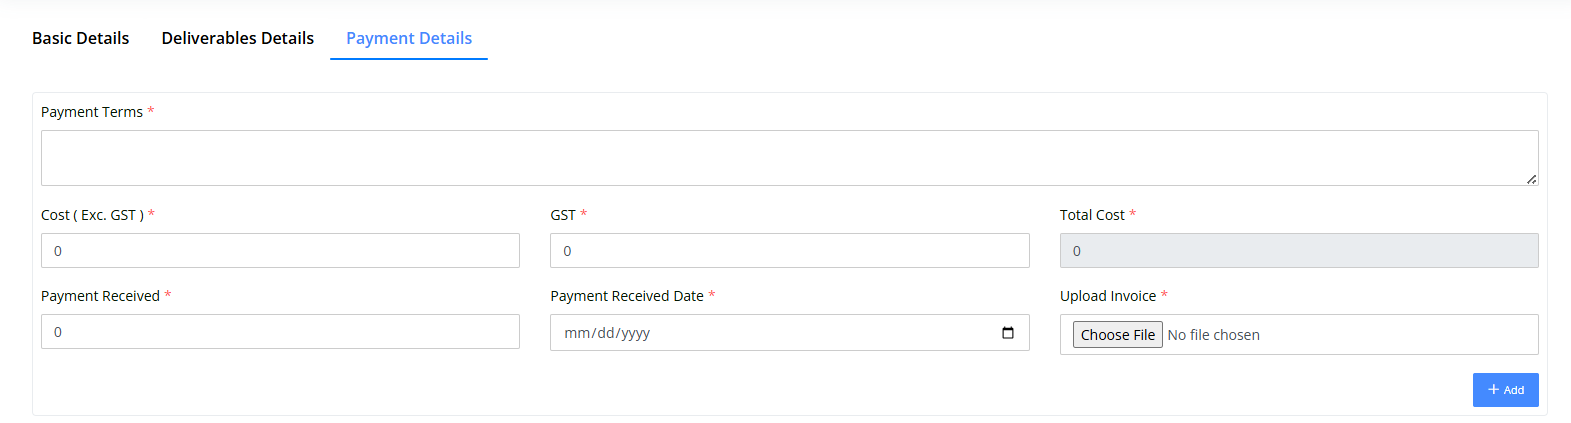 Basic Details Deliverables Details Payment Details
Payment Terms *
Cost ( Exc. GST ) * GST * Total Cost *
0 0 0
Payment Received * Payment Received Date * Upload Invoice *
0 mm/dd/yyyy Choose File No file chosen
+ Add